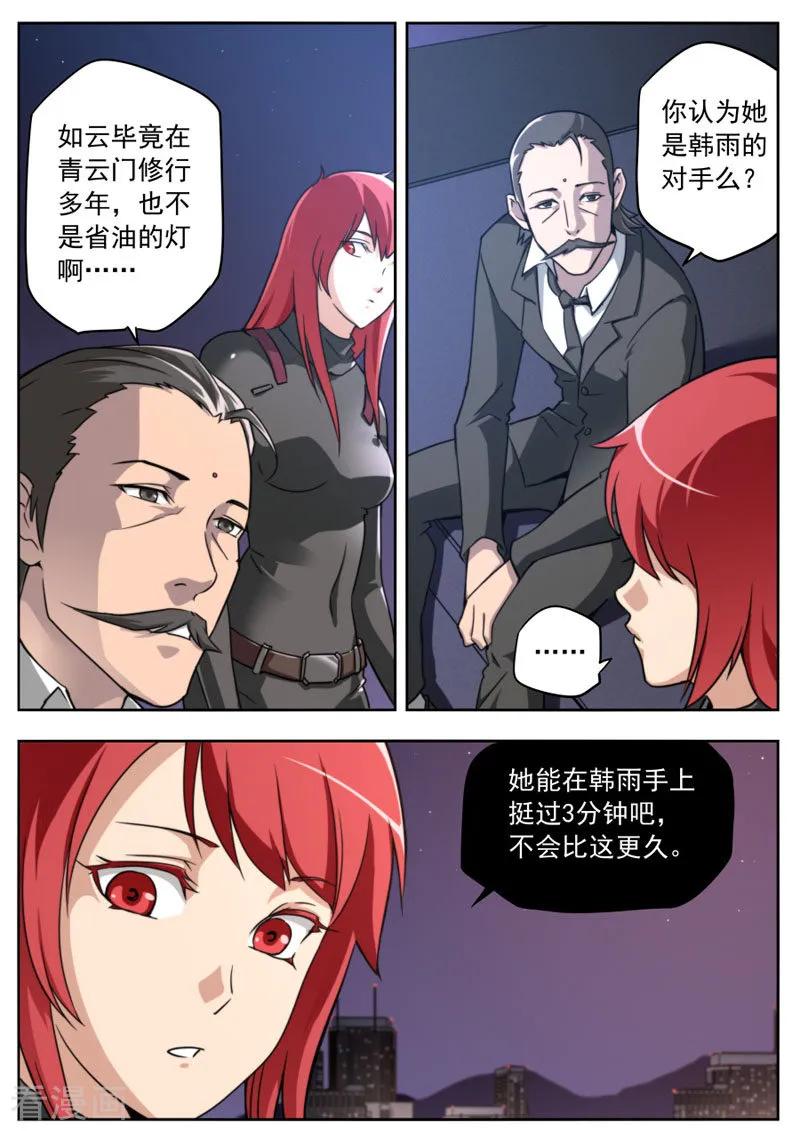 如云毕竟在
青云门修行
多年，也不
是省油的灯
啊……
你认为她
是韩雨的
对手么？
……
她能在韩雨手上
挺过3分钟吧，
不会比这更久。
看漫画